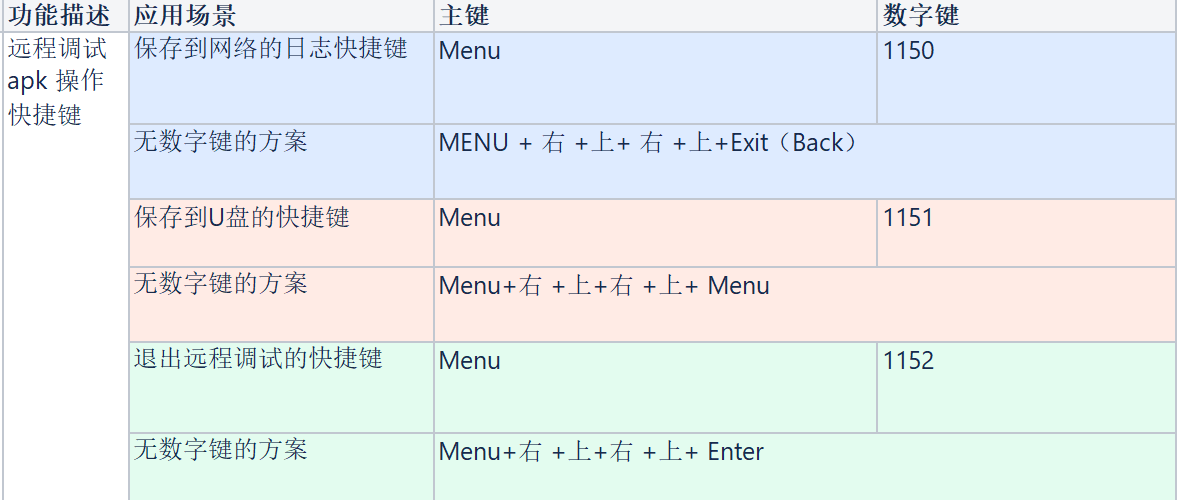 功能描述 应用场景 主键 数字键
远程调试 保存到网络的日志快捷键 Menu 1150
apk 操作
快捷键
无数字键的方案 MENU + 右 +上+ 右 +上+Exit（Back）
保存到U盘的快捷键 Menu 1151
无数字键的方案 Menu+右 +上+右 +上+ Menu
退出远程调试的快捷键 Menu 1152
无数字键的方案 Menu+右 +上+右 +上+ Enter